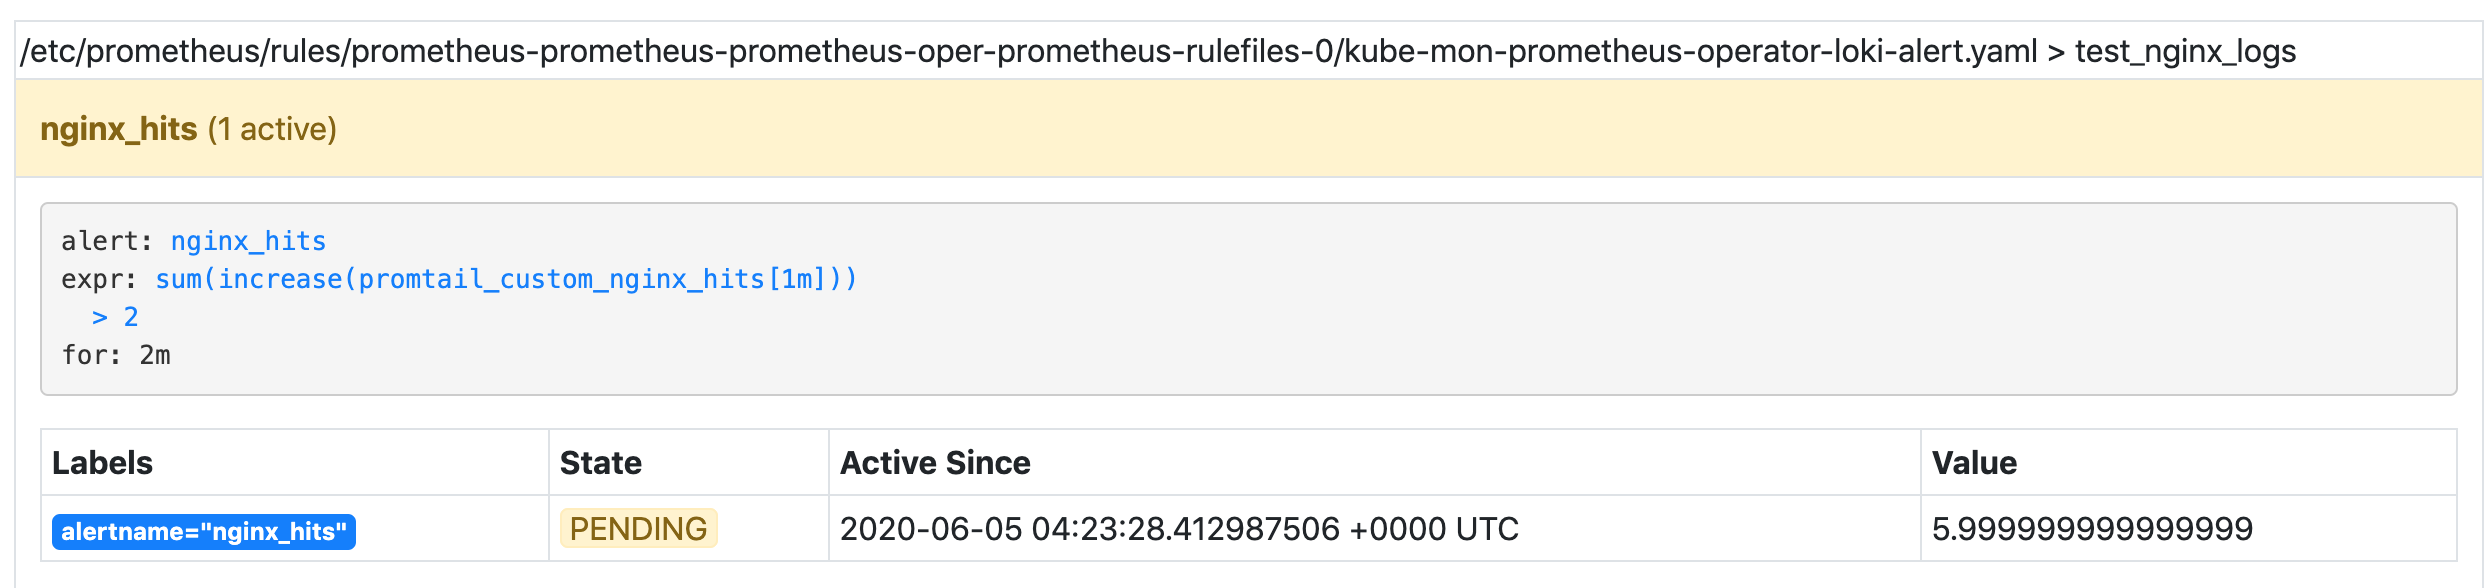 /etc/prometheus/rules/prometheus-prometheus-prometheus-oper-prometheus-rulefiles-0/kube-mon-prometheus-operator-loki-alert.yaml > test_nginx_logs
nginx_hits (1 active)
alert: nginx_hits
expr: sum(increase(promtail_custom_nginx_hits[1m]))
> 2
for: 2m
Labels State Active Since Value
alertname="nginx_hits" PENDING 2020-06-05 04:23:28.412987506 +0000 UTC 5.999999999999999